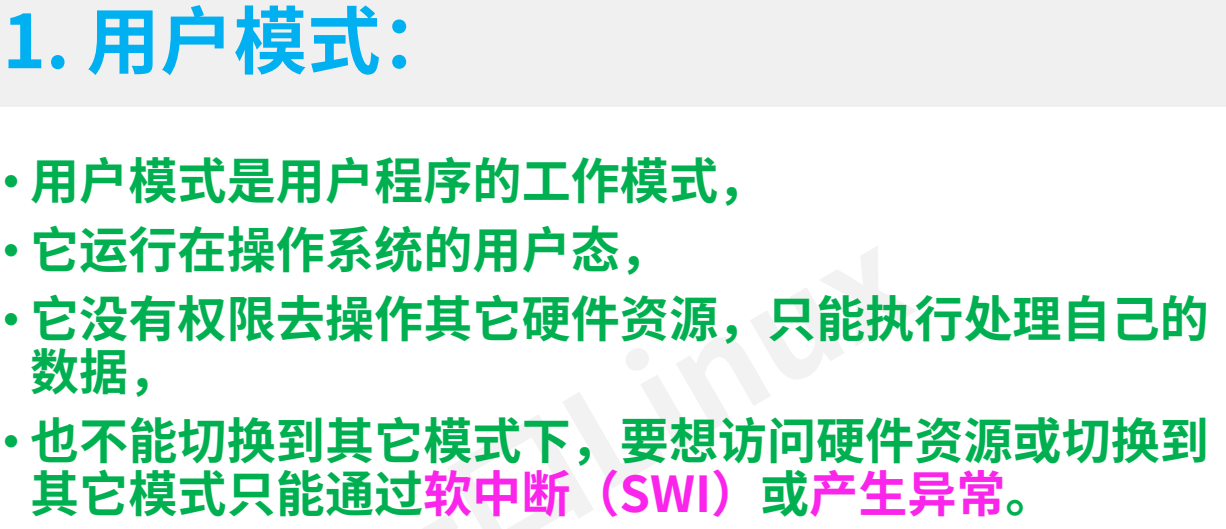 1. 用户模式：
• 用户模式是用户程序的工作模式，
• 它运行在操作系统的用户态，
• 它没有权限去操作其它硬件资源，只能执行处理自己的
数据，
• 也不能切换到其它模式下，要想访问硬件资源或切换到
其它模式只能通过软中断（SWI）或产生异常。
Linux